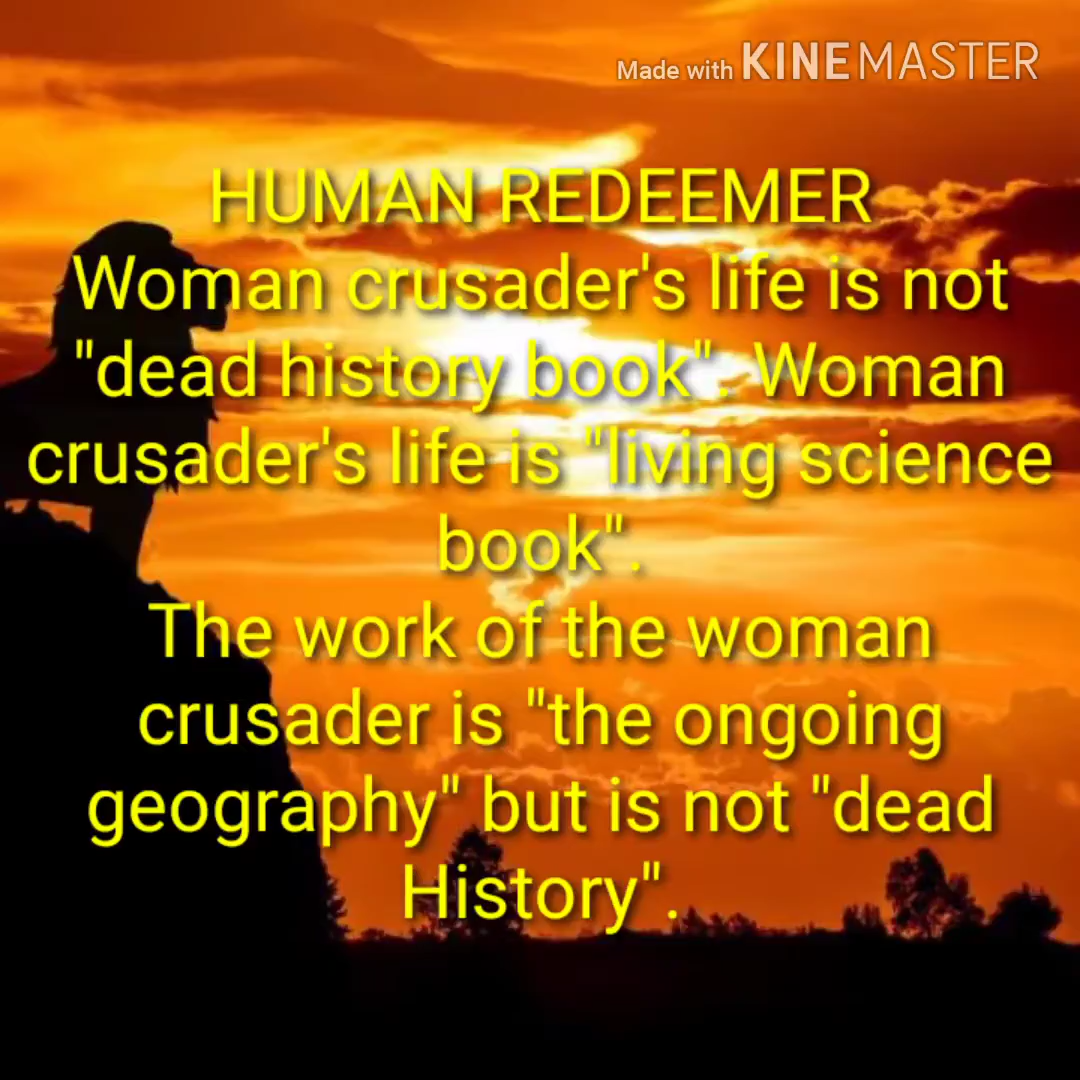 Made with KINEMASTER
HUMAN REDEEMER
Woman crusader's life is not
"dead history book". Woman
crusader's life is "living science
book".
The work of the woman
crusader is "the ongoing
geography" but is not "dead
History".